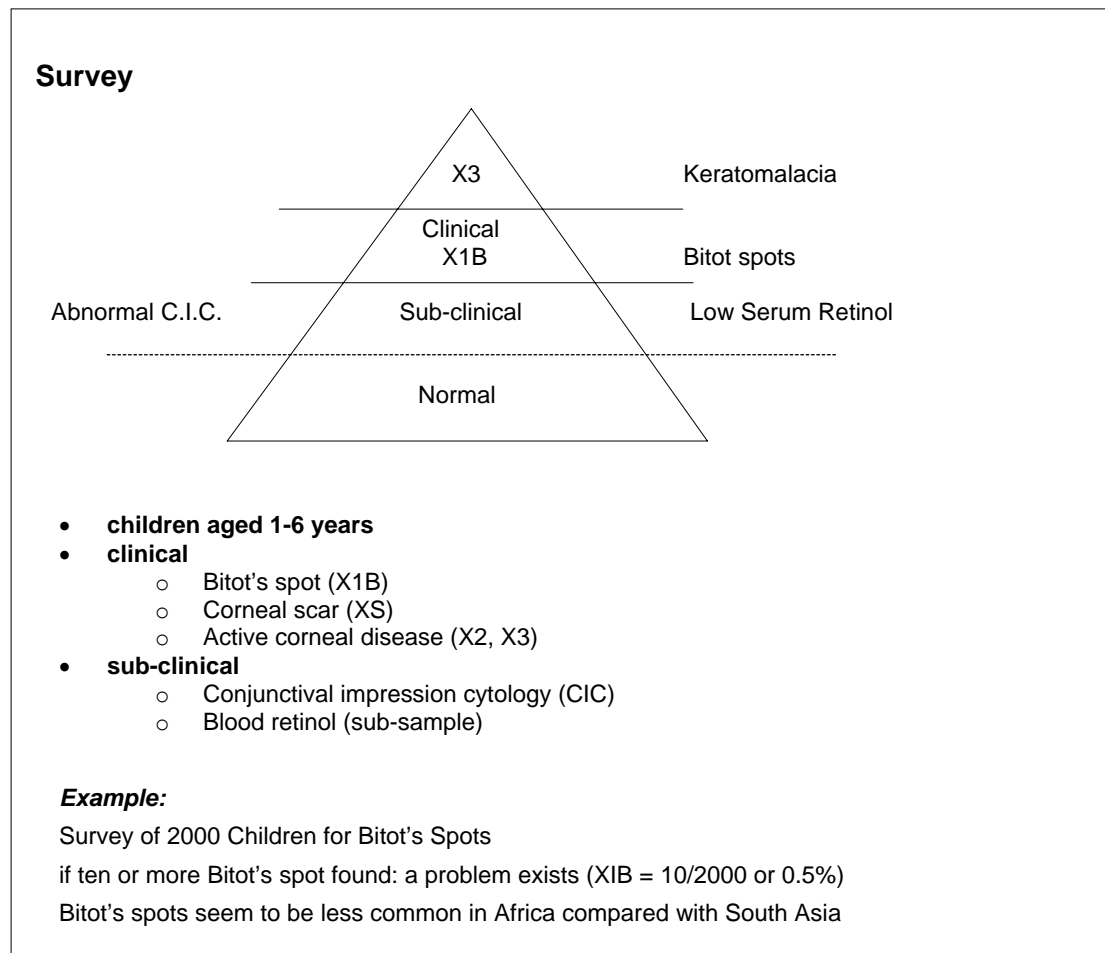 Survey
X3 Keratomalacia
Clinical
X1B Bitot spots
Abnormal C.I.C. Sub-clinical Low Serum Retinol
Normal
• children aged 1-6 years
• clinical
o Bitot’s spot (X1B)
o Corneal scar (XS)
o Active corneal disease (X2, X3)
• sub-clinical
o Conjunctival impression cytology (CIC)
o Blood retinol (sub-sample)
Example:
Survey of 2000 Children for Bitot’s Spots
if ten or more Bitot’s spot found: a problem exists (XIB = 10/2000 or 0.5%)
Bitot’s spots seem to be less common in Africa compared with South Asia